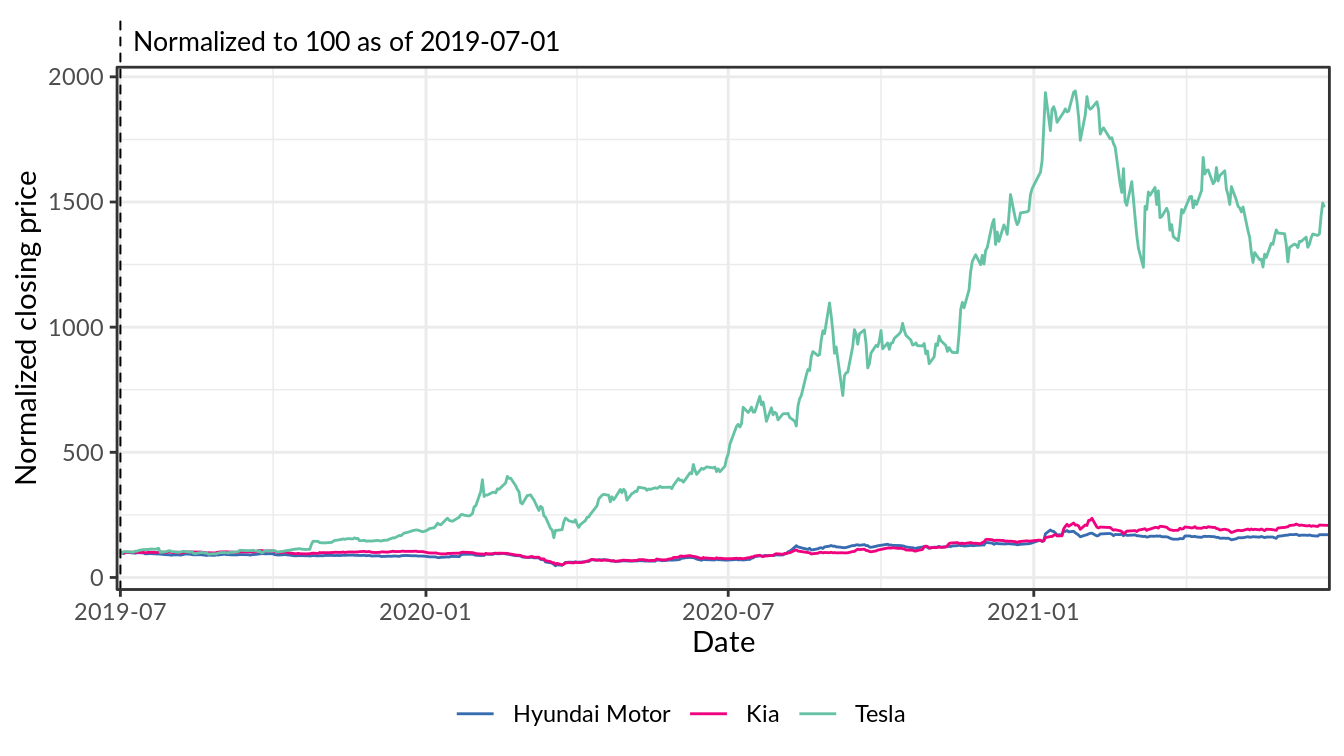 Normalized to 100 as of 2019-07-01
Normalized closing price
2000
1500
1000
500
0
2019-07 2020-01 2020-07 2021-01
Date
Hyundai Motor Kia Tesla